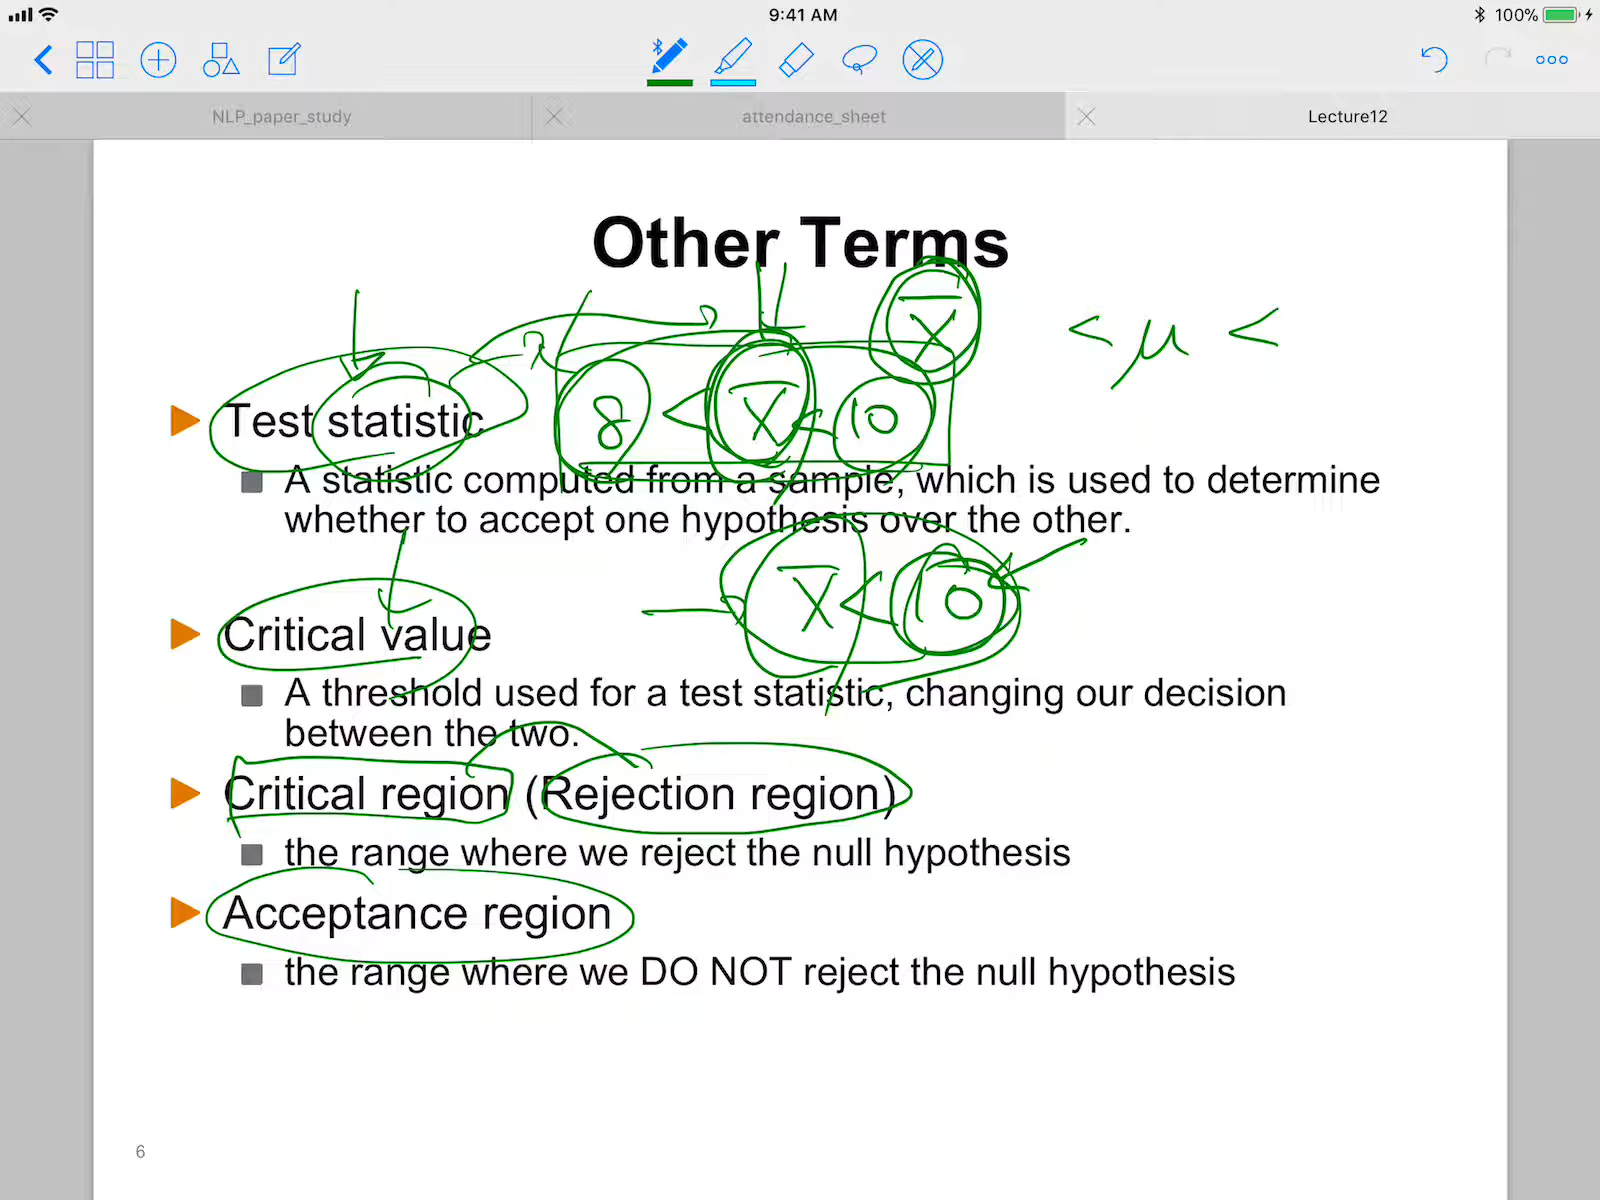 9:41 AM
100%
NLP_paper_study
attendance_sheet
Lecture12
Other Terms
X
< μ <
Test statistic
8 < X < 10
A statistic computed from a sample, which is used to determine
whether to accept one hypothesis over the other.
X < 10
Critical value
A threshold used for a test statistic, changing our decision
between the two.
Critical region (Rejection region)
the range where we reject the null hypothesis
Acceptance region
the range where we DO NOT reject the null hypothesis
6